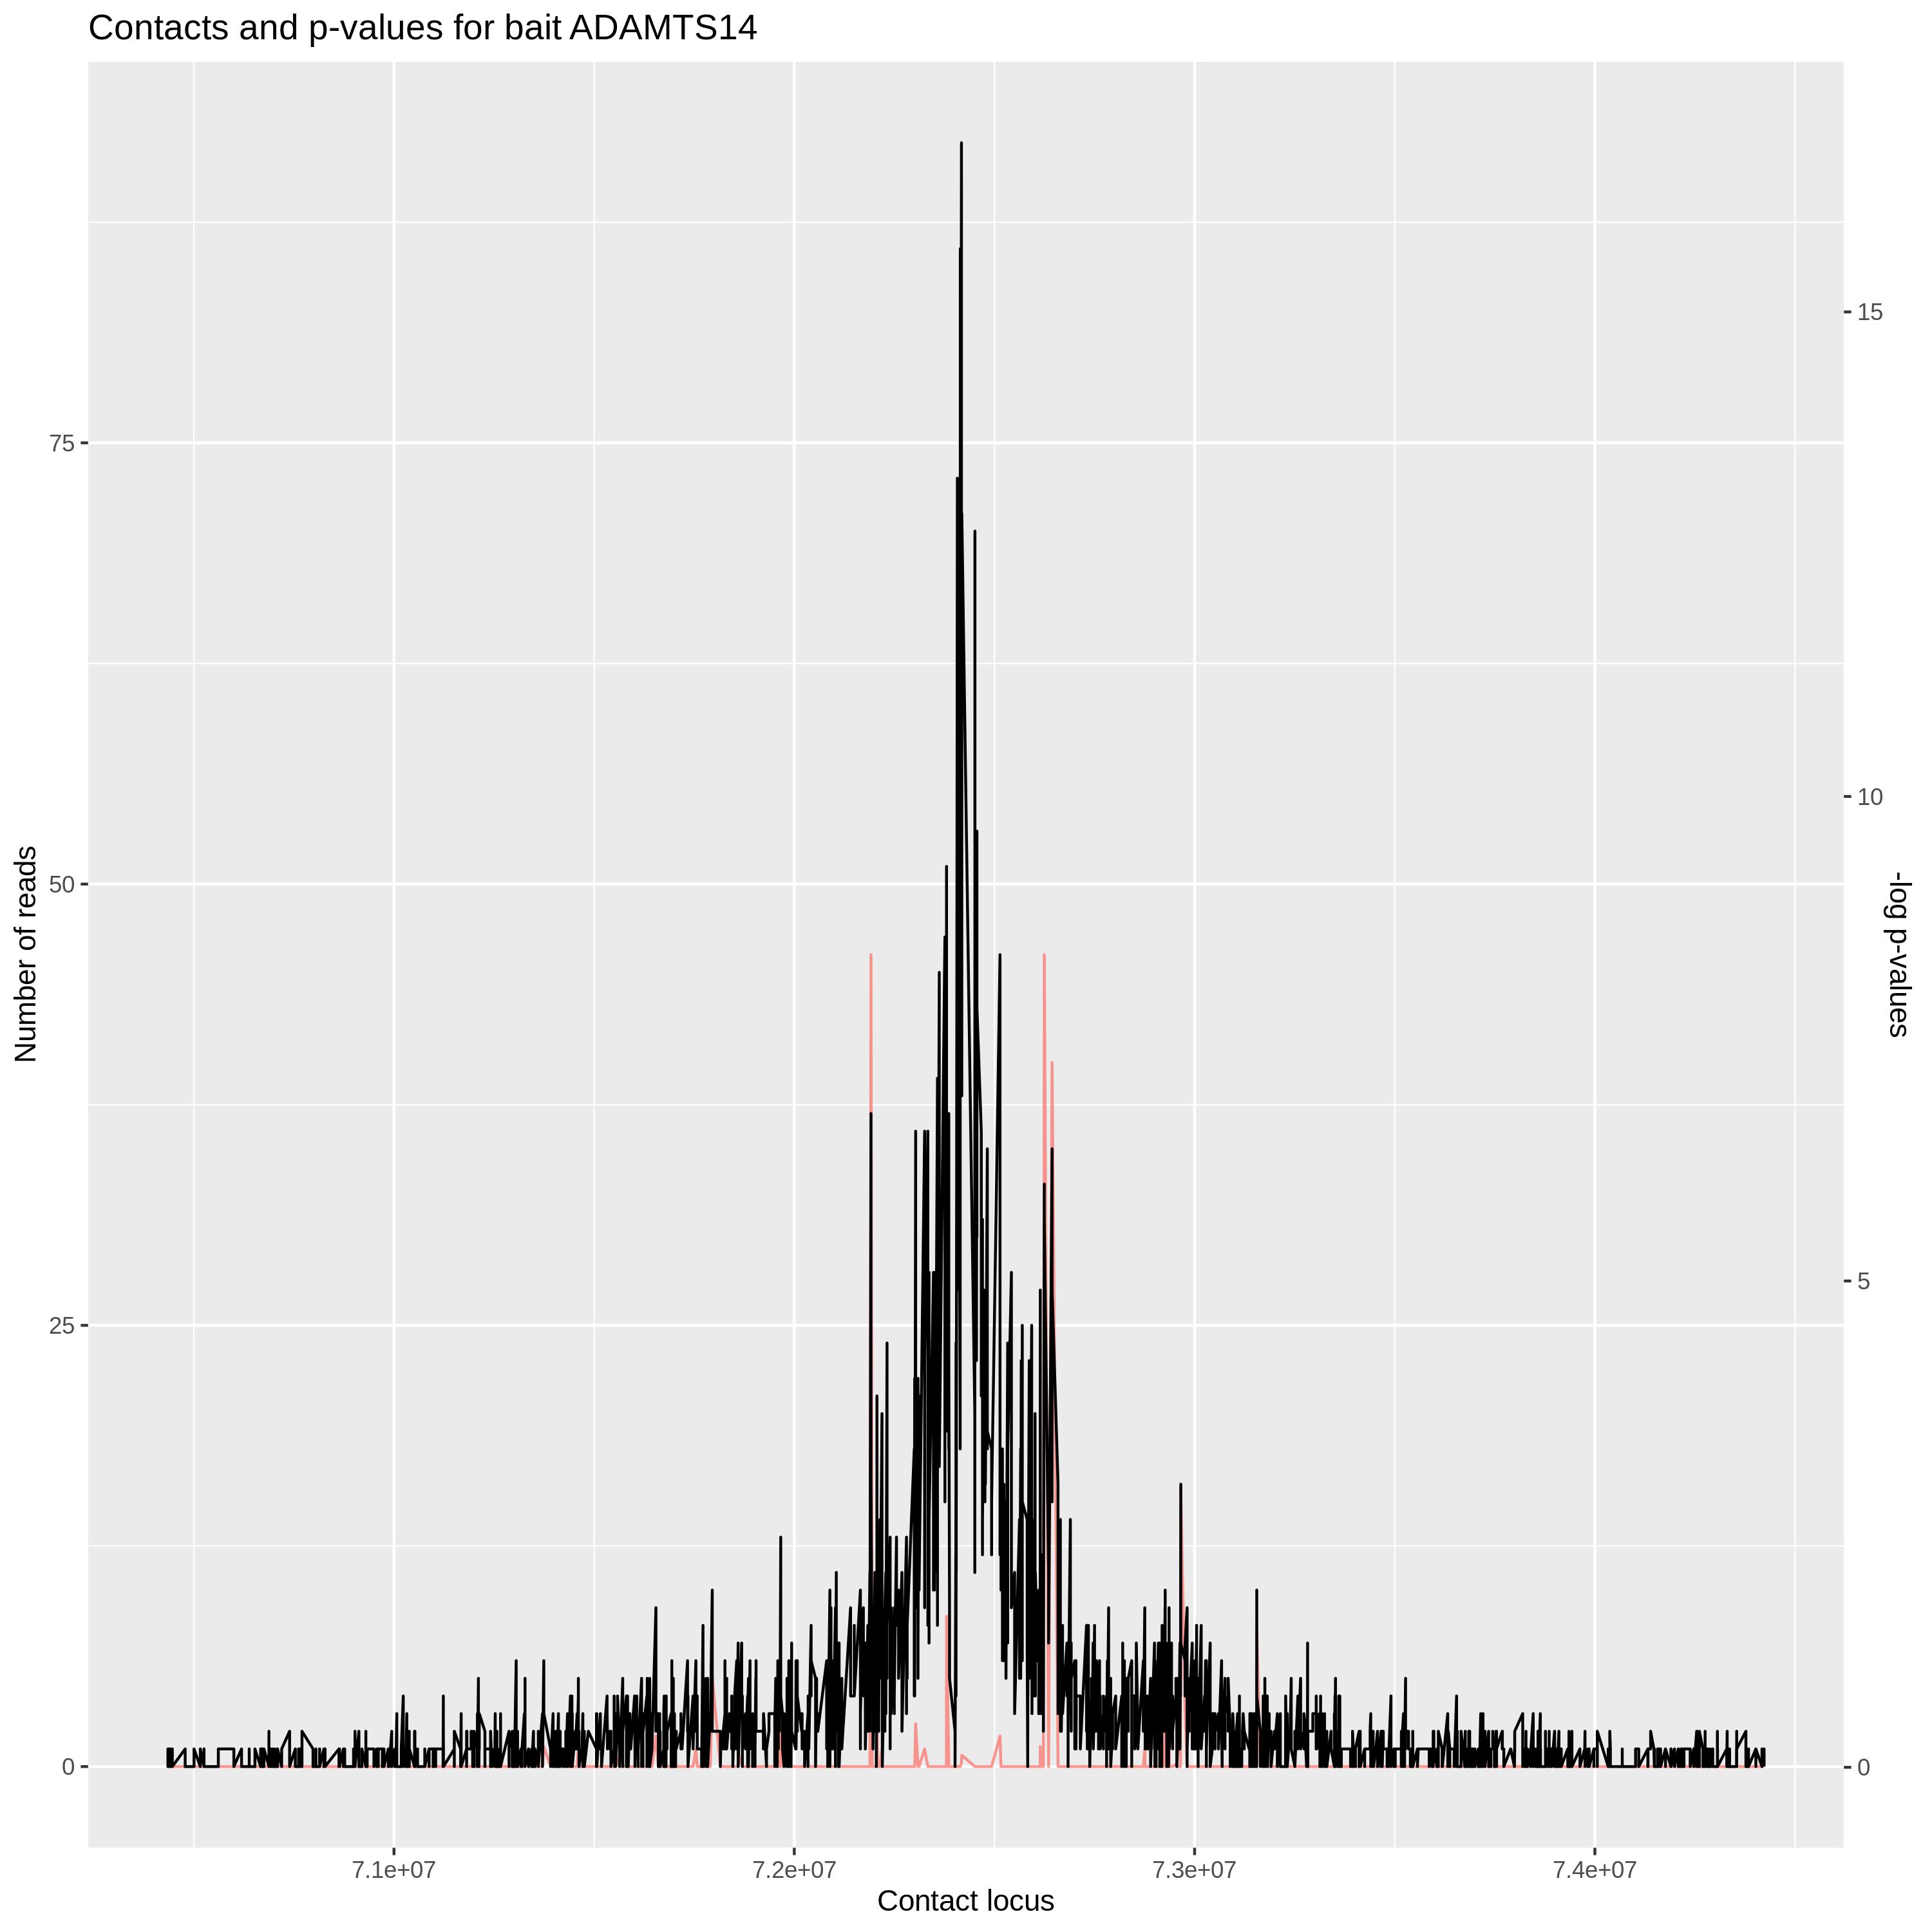 Contacts and p-values for bait ADAMTS14
Number of reads
75
50
25
0
15
10
5
0
-log p-values
7.1e+07
7.2e+07
7.3e+07
7.4e+07
Contact locus